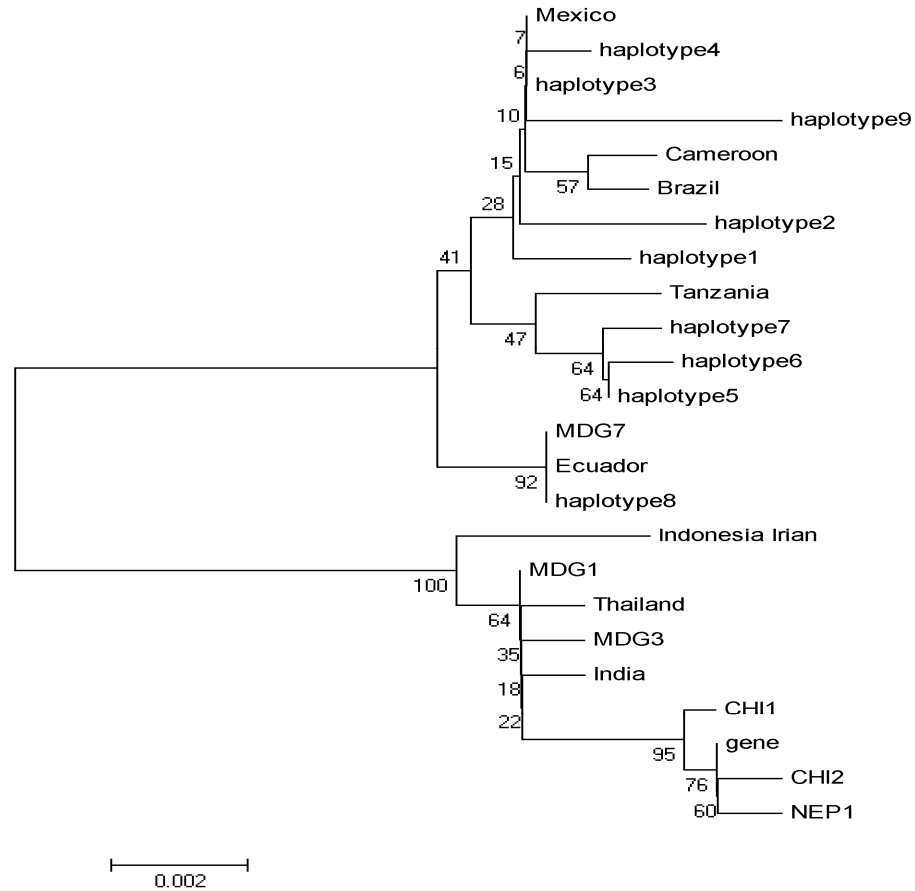 Mexico
7
haplotype4
6
haplotype3
10
haplotype9
Cameroon
15
57
Brazil
28
haplotype2
41
haplotype1
Tanzania
47
haplotype7
64
haplotype6
64
haplotype5
MDG7
Ecuador
92
haplotype8
Indonesia Irian
100
MDG1
Thailand
64
MDG3
35
India
18
CHI1
22
gene
95
CHI2
76
NEP1
60
0.002